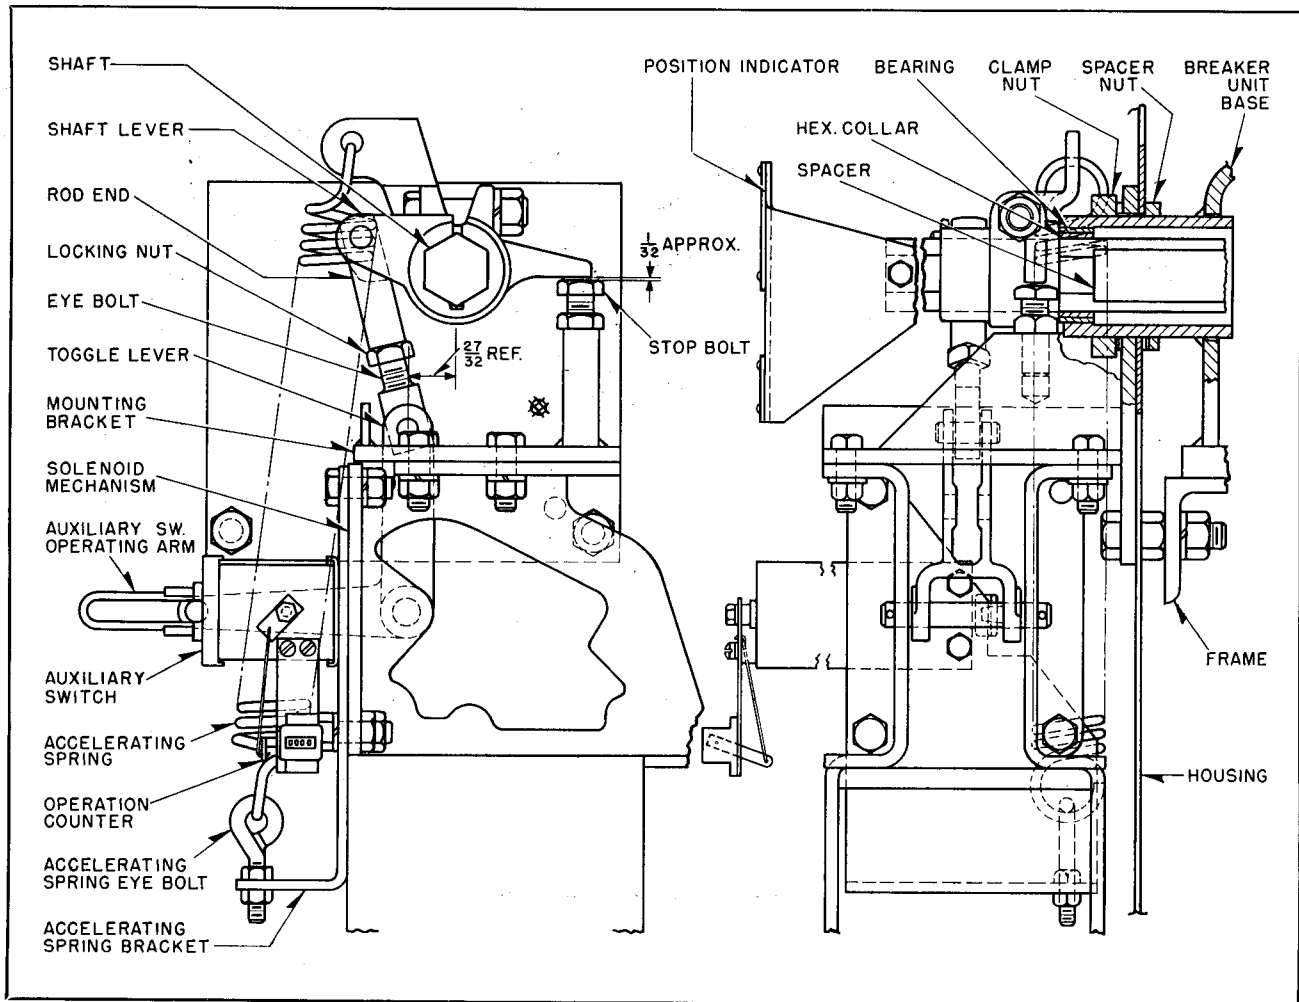 SHAFT
SHAFT LEVER
ROD END
LOCKING NUT
EYE BOLT
TOGGLE LEVER
MOUNTING
BRACKET
SOLENOID
MECHANISM
AUXILIARY SW.
OPERATING ARM
AUXILIARY
SWITCH
ACCELERATING
SPRING
OPERATION
COUNTER
ACCELERATING
SPRING EYE BOLT
ACCELERATING
SPRING BRACKET
1/32 APPROX.
27/32 REF.
STOP BOLT
0000
POSITION INDICATOR
BEARING
CLAMP
NUT
SPACER
NUT
BREAKER
UNIT
BASE
HEX. COLLAR
SPACER
FRAME
HOUSING